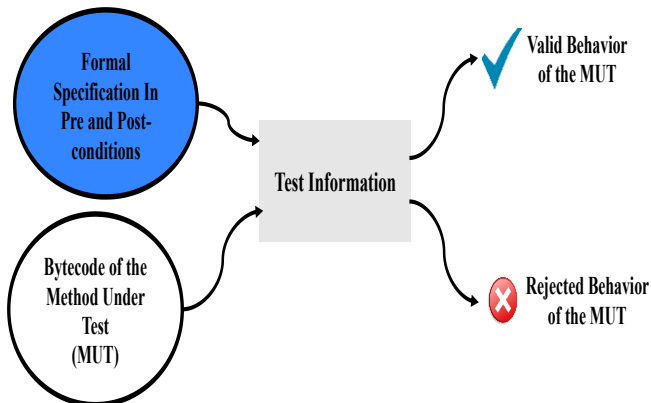 Formal
Specification In
Pre and Post-
conditions
Bytecode of the
Method Under
Test
(MUT)
Test Information
Valid Behavior
of the MUT
Rejected Behavior
of the MUT